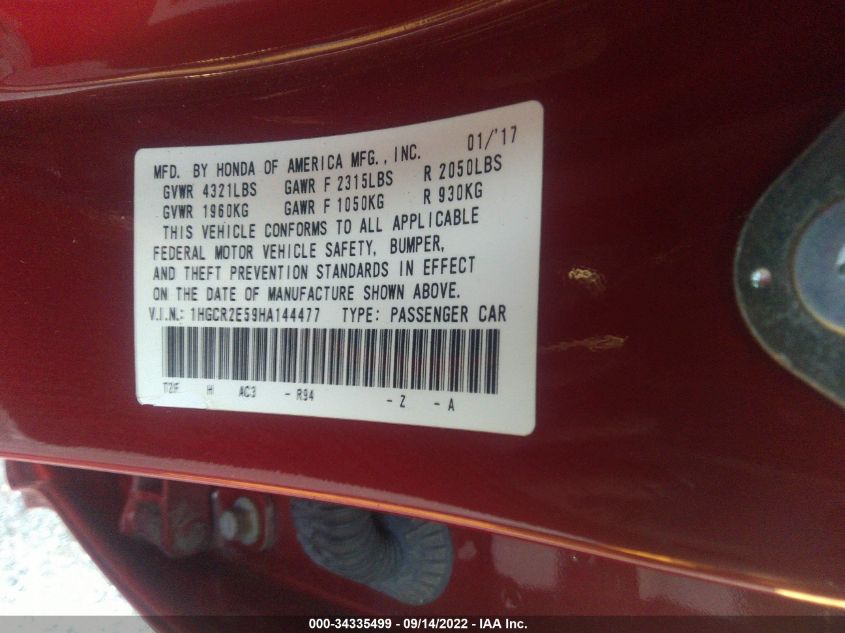 01/'17
MFD. BY HONDA OF AMERICA MFG., INC.
GVWR 4321LBS GAWR F 2315LBS R 2050LBS
GVWR 1960KG GAWR F 1050KG R 930KG
THIS VEHICLE CONFORMS TO ALL APPLICABLE
FEDERAL MOTOR VEHICLE SAFETY, BUMPER,
AND THEFT PREVENTION STANDARDS IN EFFECT
ON THE DATE OF MANUFACTURE SHOWN ABOVE.
V.I.N.: 1HGCR2E59HA144477 TYPE: PASSENGER CAR
H AC3 - R94 - Z - A
000-34335499 - 09/14/2022 - IAA Inc.